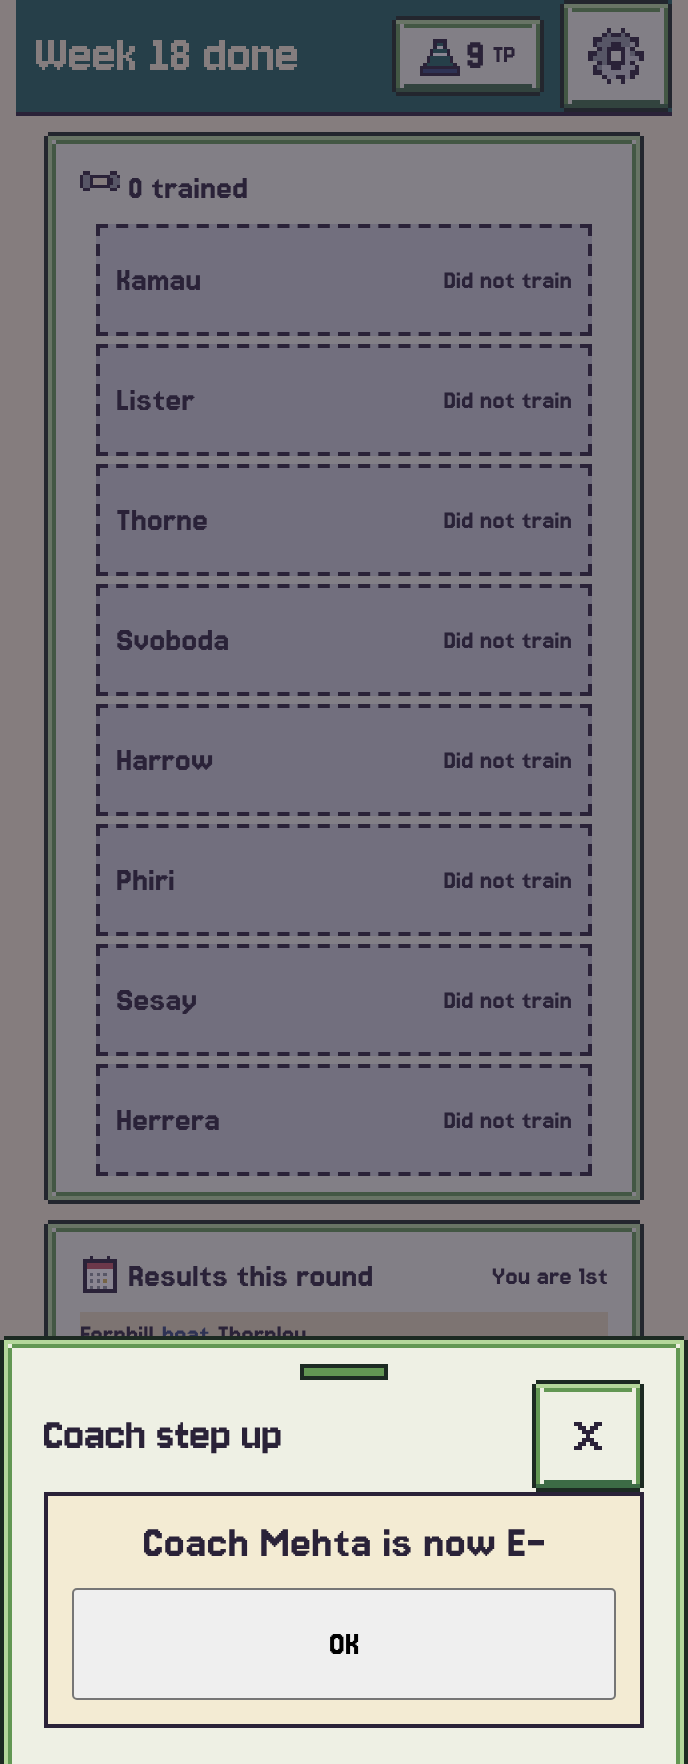 Week 18 done
9 TP
0 trained
Kamau Did not train
Lister Did not train
Thorne Did not train
Svoboda Did not train
Harrow Did not train
Phiri Did not train
Sesay Did not train
Herrera Did not train
Results this round You are 1st
beat
Coach step up
X
Coach Mehta is now E-
OK